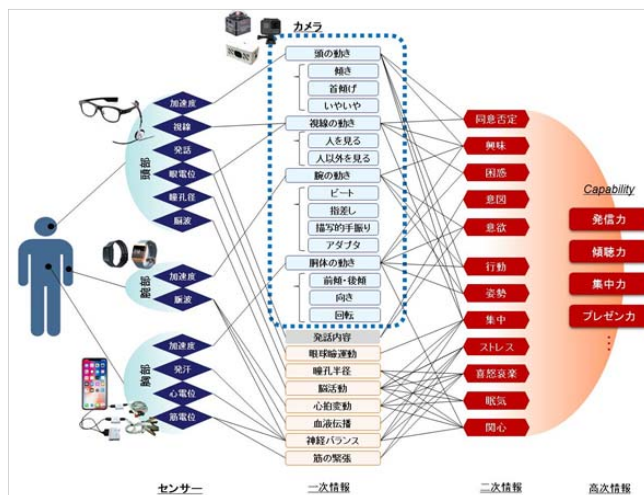 カメラ
頭の動き
傾き
首傾げ
いやいや
視線の動き
人を見る
人以外を見る
腕の動き
ビート
指差し
描写的手振り
アダプタ
胴体の動き
前傾・後傾
向き
回転
発話内容
眼球瞳運動
瞳孔半径
脳活動
心拍変動
血液伝播
神経バランス
筋の緊張
頭部
加速度
視線
発話
眼電位
瞳孔径
脳波
腕部
加速度
脈波
胸部
加速度
発汗
心電位
筋電位
同意否定
興味
困惑
意図
意欲
行動
姿勢
集中
ストレス
喜怒哀楽
眠気
関心
Capability
発信力
傾聴力
集中力
プレゼン力
センサー
一次情報
二次情報
高次情報